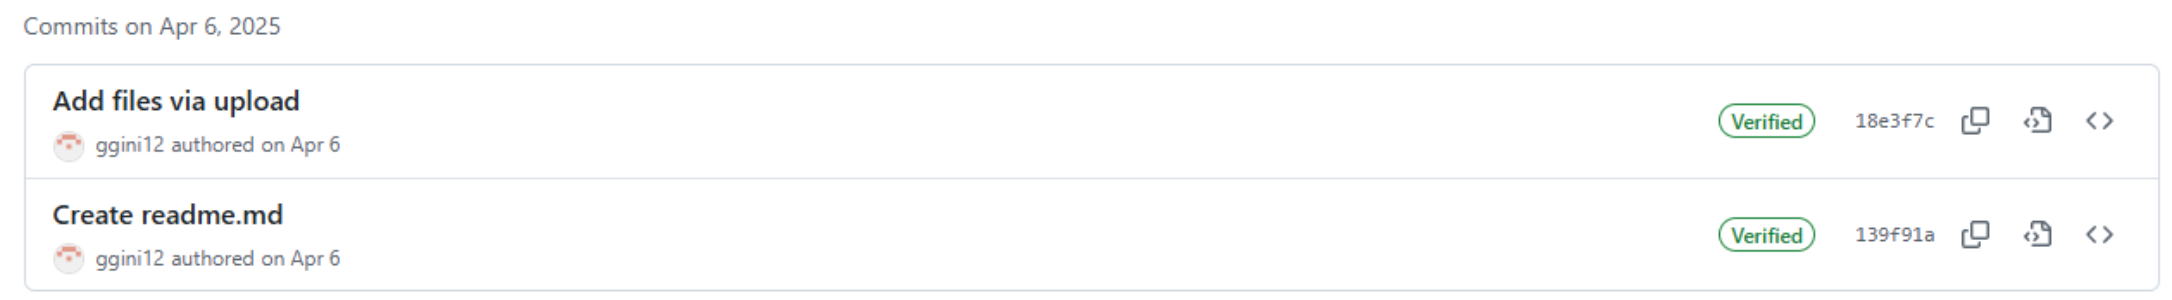 Commits on Apr 6, 2025
Add files via upload
ggini12 authored on Apr 6
Verified
18e3f7c
Create readme.md
ggini12 authored on Apr 6
Verified
139f91a